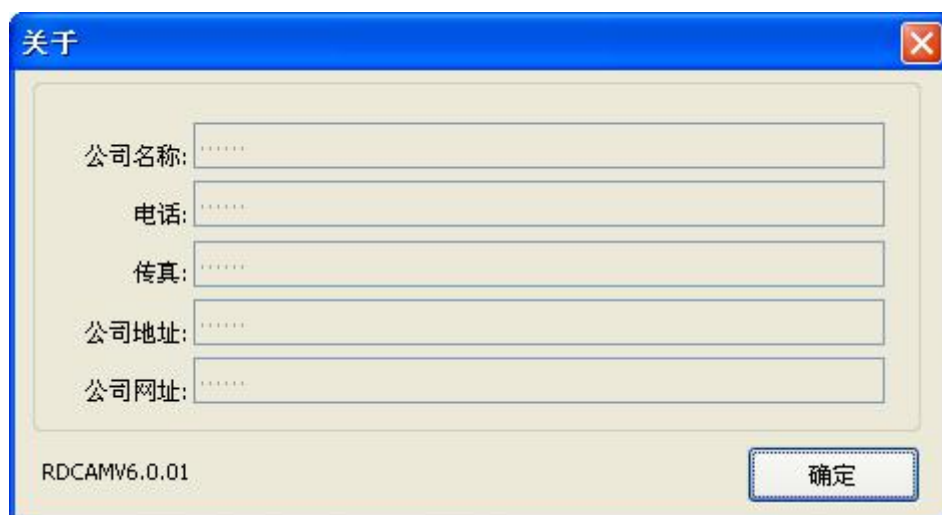 关于
公司名称: ......
电话: ......
传真: ......
公司地址: ......
公司网址: ......
RDCAMV6.0.01
确定